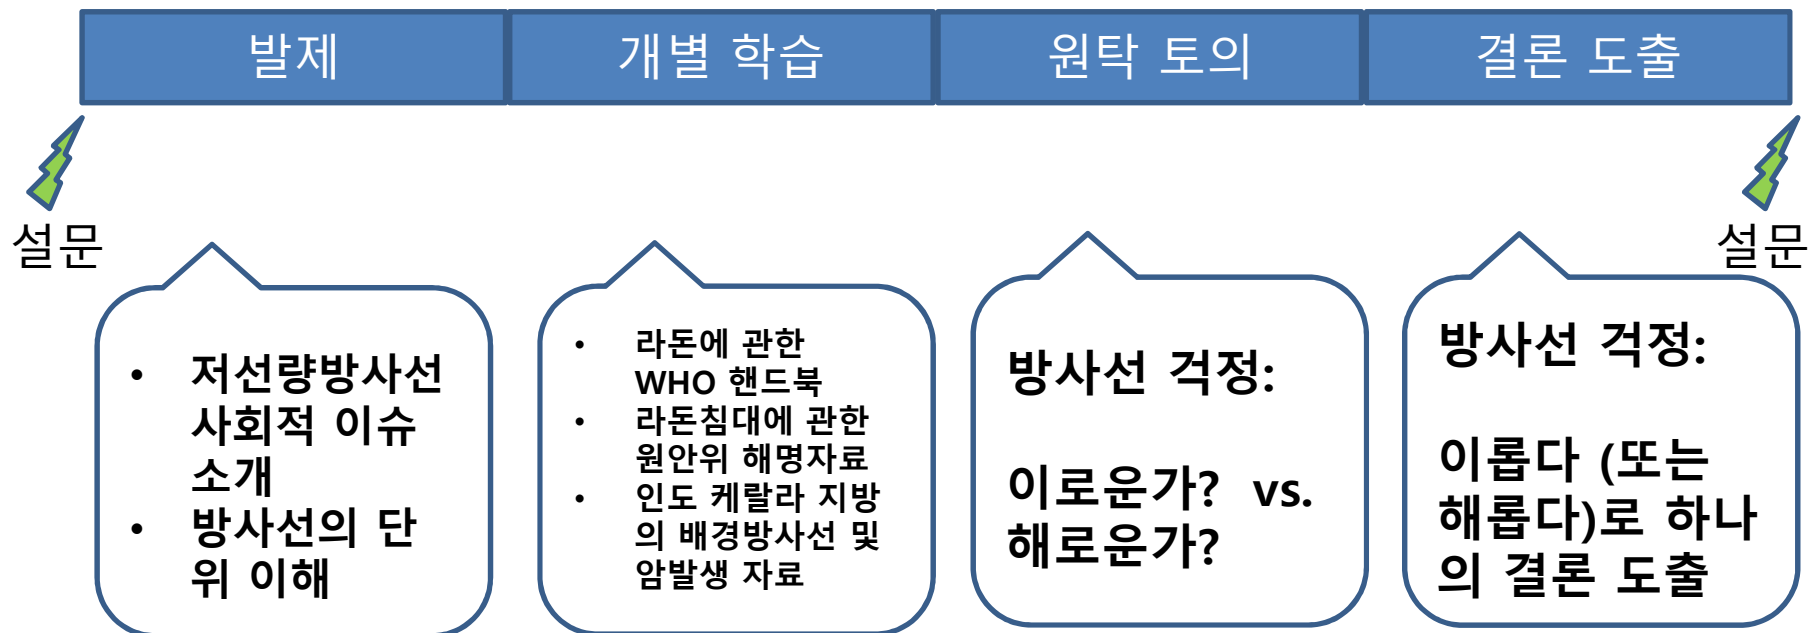 발제
개별 학습
원탁 토의
결론 도출
설문
설문
• 저선량방사선
사회적 이슈
소개
• 방사선의 단
위 이해
• 라돈에 관한
WHO 핸드북
• 라돈침대에 관한
원안위 해명자료
• 인도 케랄라 지방
의 배경방사선 및
암발생 자료
방사선 걱정:
이로운가? vs.
해로운가?
방사선 걱정:
이롭다 (또는
해롭다)로 하나
의 결론 도출